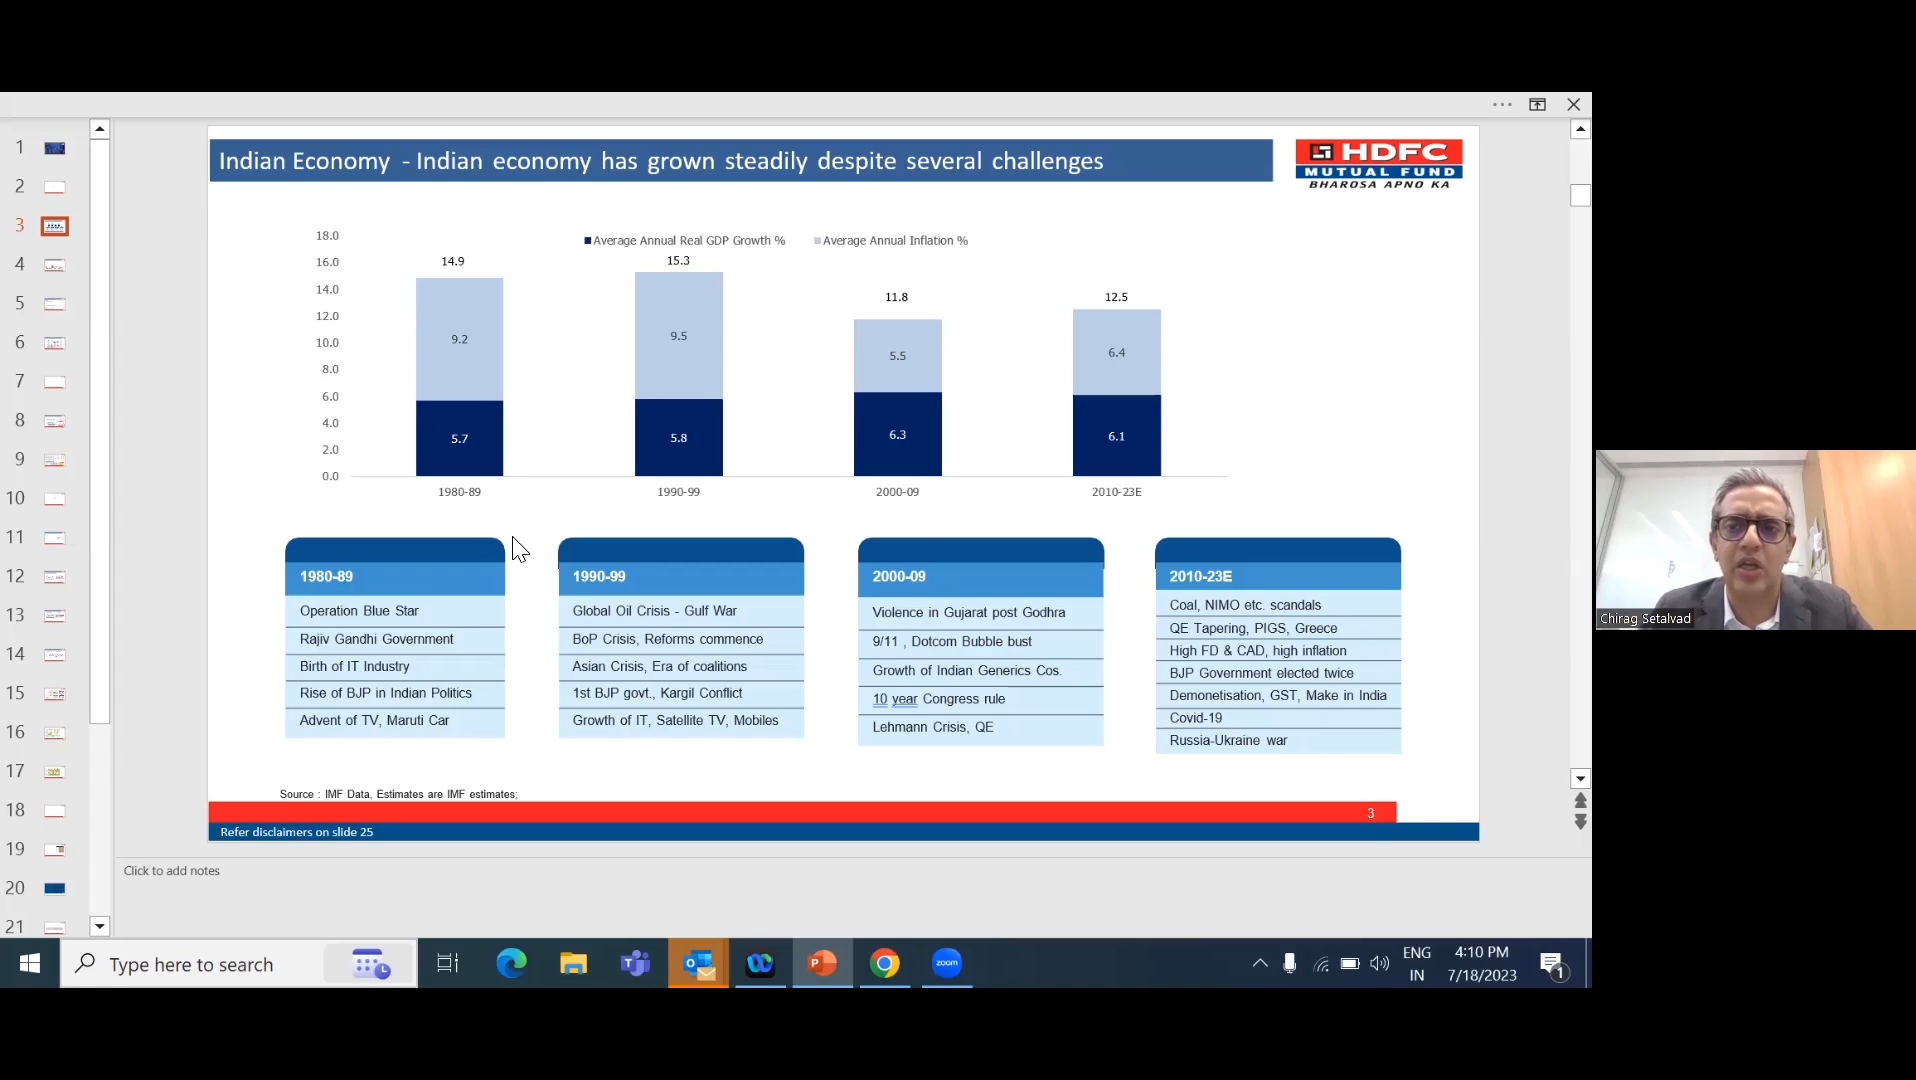 1
2
3
4
5
6
7
8
9
10
11
12
13
14
15
16
17
18
19
20
21
Indian Economy - Indian economy has grown steadily despite several challenges
HDFC
MUTUAL FUND
BHAROSA APNO KA
Average Annual Real GDP Growth %
Average Annual Inflation %
18.0
16.0
14.0
12.0
10.0
8.0
6.0
4.0
2.0
0.0
14.9
15.3
11.8
12.5
9.2
9.5
5.5
6.4
5.7
5.8
6.3
6.1
1980-89
1990-99
2000-09
2010-23E
1980-89
Operation Blue Star
Rajiv Gandhi Government
Birth of IT Industry
Rise of BJP in Indian Politics
Advent of TV, Maruti Car
1990-99
Global Oil Crisis - Gulf War
BoP Crisis, Reforms commence
Asian Crisis, Era of coalitions
1st BJP govt., Kargil Conflict
Growth of IT, Satellite TV, Mobiles
2000-09
Violence in Gujarat post Godhra
9/11 , Dotcom Bubble bust
Growth of Indian Generics Cos.
10 year Congress rule
Lehmann Crisis, QE
2010-23E
Coal, NIMO etc. scandals
QE Tapering, PIGS, Greece
High FD & CAD, high inflation
BJP Government elected twice
Demonetisation, GST, Make in India
Covid-19
Russia-Ukraine war
Source : IMF Data, Estimates are IMF estimates;
3
Refer disclaimers on slide 25
Click to add notes
Chirag Setalvad
Type here to search
zoom
ENG
IN
4:10 PM
7/18/2023
1